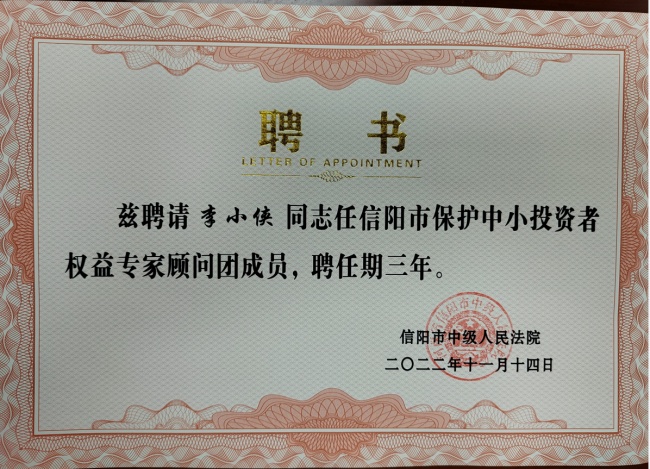 聘书
LETTER OF APPOINTMENT
兹聘请李小侠同志任信阳市保护中小投资者
权益专家顾问团成员,聘任期三年。
信阳市中级人民法院
二〇二二年十一月十四日